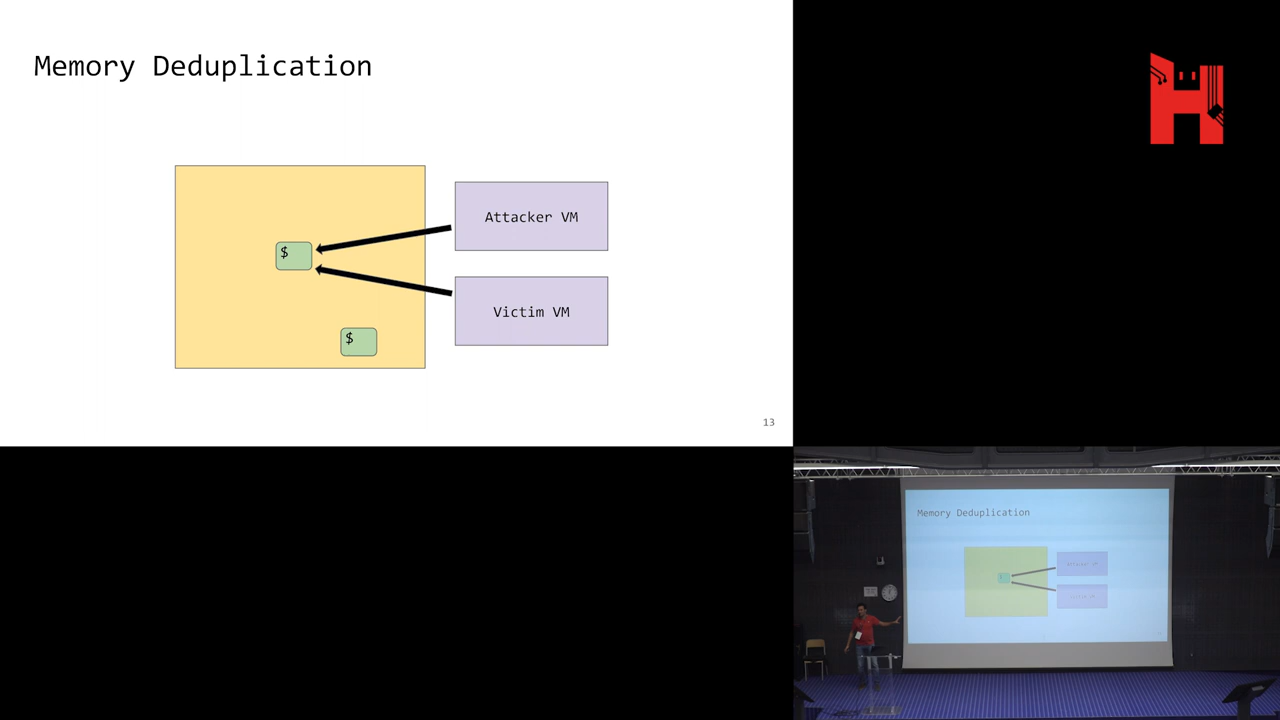 Memory Deduplication
$
Attacker VM
Victim VM
$
13
H
Memory Deduplication